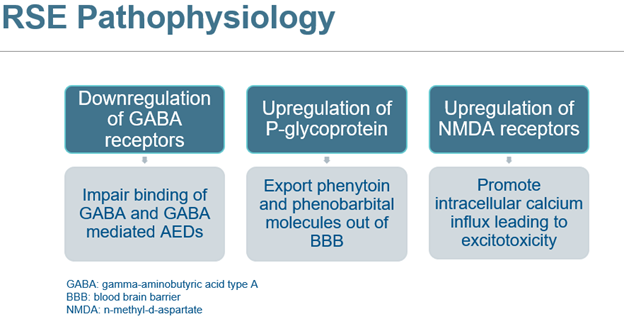 RSE Pathophysiology
Downregulation
of GABA
receptors
Upregulation of
P-glycoprotein
Upregulation of
NMDA receptors
Impair binding of
GABA and GABA
mediated AEDs
Export phenytoin
and phenobarbital
molecules out of
BBB
Promote
intracellular calcium
influx leading to
excitotoxicity
GABA: gamma-aminobutyric acid type A
BBB: blood brain barrier
NMDA: n-methyl-d-aspartate